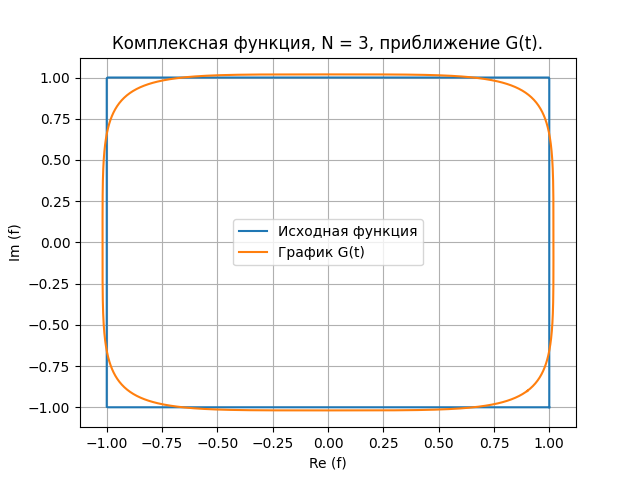 Комплексная функция, N = 3, приближение G(t).
Im (f)
1.00
0.75
0.50
0.25
0.00
−0.25
−0.50
−0.75
−1.00
Исходная функция
График G(t)
−1.00 −0.75 −0.50 −0.25 0.00 0.25 0.50 0.75 1.00
Re (f)